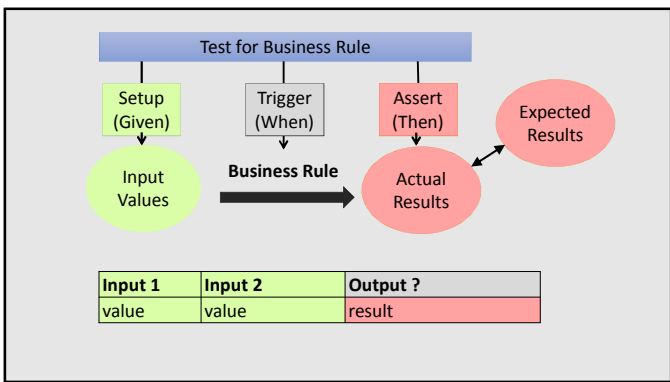 Test for Business Rule
Setup
(Given)
Trigger
(When)
Assert
(Then)
Expected
Results
Input
Values
Business Rule
Actual
Results
Input 1 Input 2 Output ?
value value result